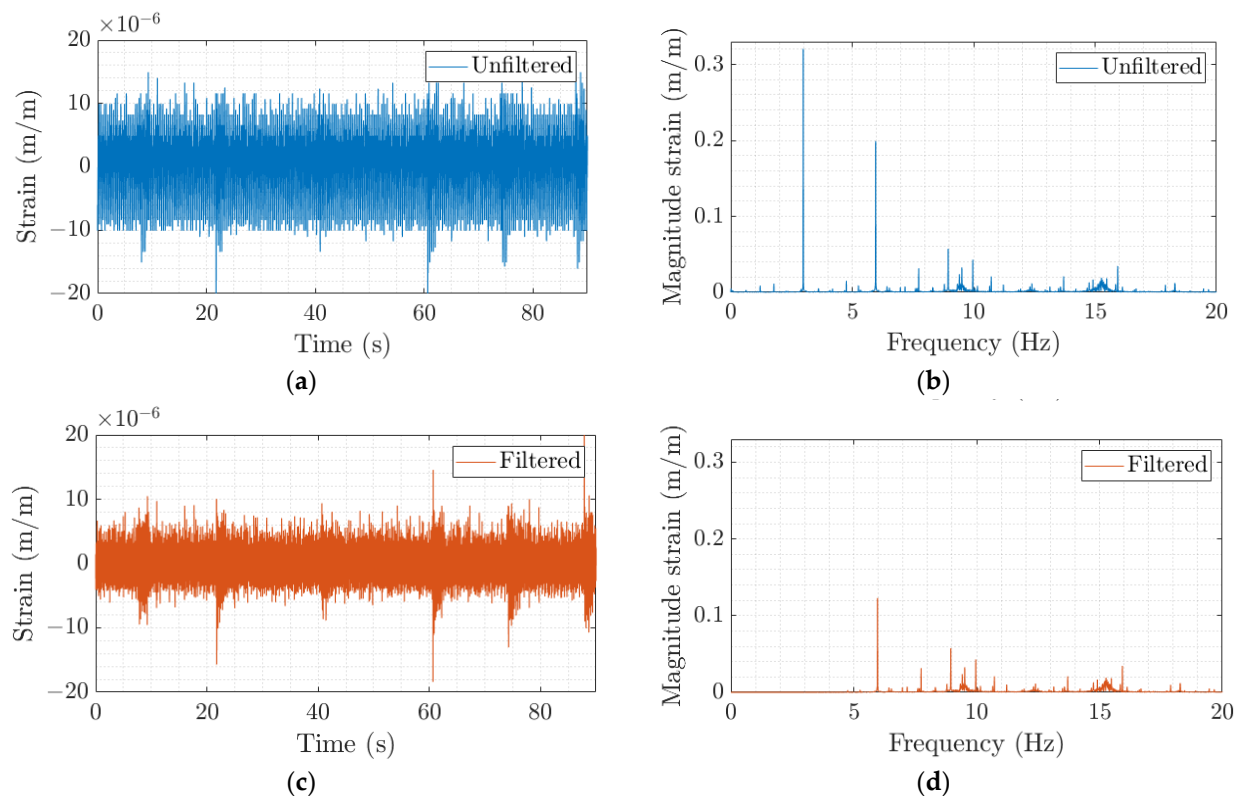 ×10⁻⁶
Unfiltered
20
10
0
−10
−20
Strain (m/m)
0
20
40
60
80
Time (s)
(a)
Unfiltered
0.3
0.2
0.1
0
Magnitude strain (m/m)
0
5
10
15
20
Frequency (Hz)
(b)
×10⁻⁶
Filtered
20
10
0
−10
−20
Strain (m/m)
0
20
40
60
80
Time (s)
(c)
Filtered
0.3
0.2
0.1
0
Magnitude strain (m/m)
0
5
10
15
20
Frequency (Hz)
(d)